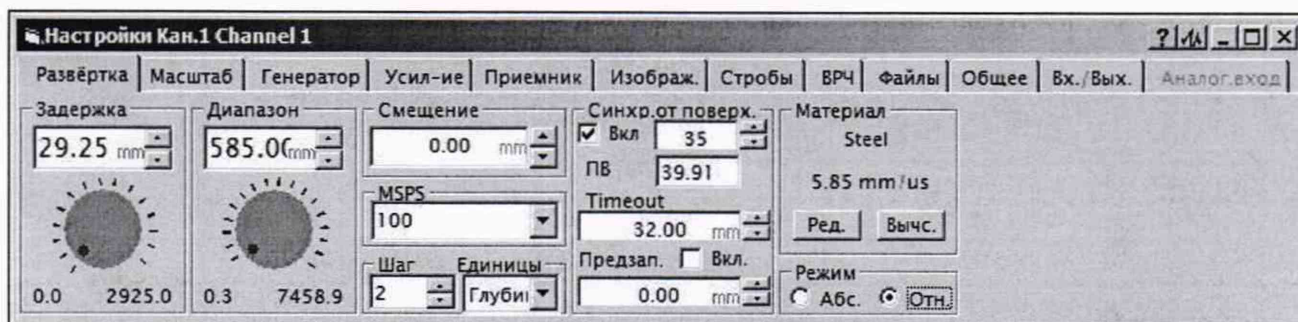 Настройки Кан.1 Channel 1
Развёртка Масштаб Генератор Усил-ие Приемник Изображ. Стробы ВРЧ Файлы Общее Вх./Вых. Аналог.вход
Задержка
29.25 mm
0.0 2925.0
Диапазон
585.00 mm
0.3 7458.9
Смещение
0.00 mm
MSPS
100
Шаг Единицы
2 Глуби
Синхр.от поверх.
Вкл 35
ПВ 39.91
Timeout
32.00 mm
Предзап. Вкл.
0.00 mm
Материал
Steel
5.85 mm/us
Ред. Вычс.
Режим
Абс. Отн.